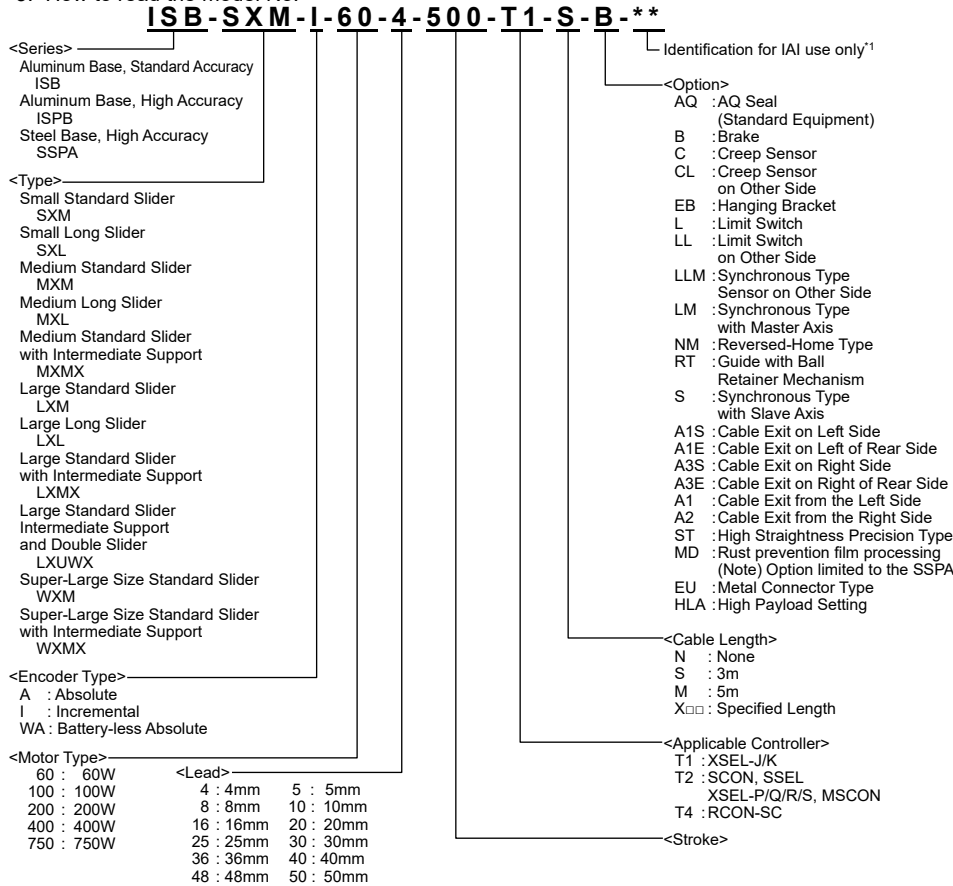 ISB-SXM-I-60-4-500-T1-S-B-**
<Series>
Aluminum Base, Standard Accuracy
ISB
Aluminum Base, High Accuracy
ISPB
Steel Base, High Accuracy
SSPA
<Type>
Small Standard Slider
SXM
Small Long Slider
SXL
Medium Standard Slider
MXM
Medium Long Slider
MXL
Medium Standard Slider
with Intermediate Support
MXMX
Large Standard Slider
LXM
Large Long Slider
LXL
Large Standard Slider
with Intermediate Support
LXMX
Large Standard Slider
Intermediate Support
and Double Slider
LXUWX
Super-Large Size Standard Slider
WXM
Super-Large Size Standard Slider
with Intermediate Support
WXMX
<Encoder Type>
A : Absolute
I : Incremental
WA : Battery-less Absolute
<Motor Type>
60 : 60W
100 : 100W
200 : 200W
400 : 400W
750 : 750W
<Lead>
4 : 4mm 5 : 5mm
8 : 8mm 10 : 10mm
16 : 16mm 20 : 20mm
25 : 25mm 30 : 30mm
36 : 36mm 40 : 40mm
48 : 48mm 50 : 50mm
Identification for IAI use only*1
<Option>
AQ :AQ Seal
(Standard Equipment)
B :Brake
C :Creep Sensor
CL :Creep Sensor
on Other Side
EB :Hanging Bracket
L :Limit Switch
LL :Limit Switch
on Other Side
LLM :Synchronous Type
Sensor on Other Side
LM :Synchronous Type
with Master Axis
NM :Reversed-Home Type
RT :Guide with Ball
Retainer Mechanism
S :Synchronous Type
with Slave Axis
A1S :Cable Exit on Left Side
A1E :Cable Exit on Left of Rear Side
A3S :Cable Exit on Right Side
A3E :Cable Exit on Right of Rear Side
A1 :Cable Exit from the Left Side
A2 :Cable Exit from the Right Side
ST :High Straightness Precision Type
MD :Rust prevention film processing
(Note) Option limited to the SSPA
EU :Metal Connector Type
HLA :High Payload Setting
<Cable Length>
N : None
S : 3m
M : 5m
X□□ : Specified Length
<Applicable Controller>
T1 :XSEL-J/K
T2 :SCON, SSEL
XSEL-P/Q/R/S, MSCON
T4 :RCON-SC
<Stroke>